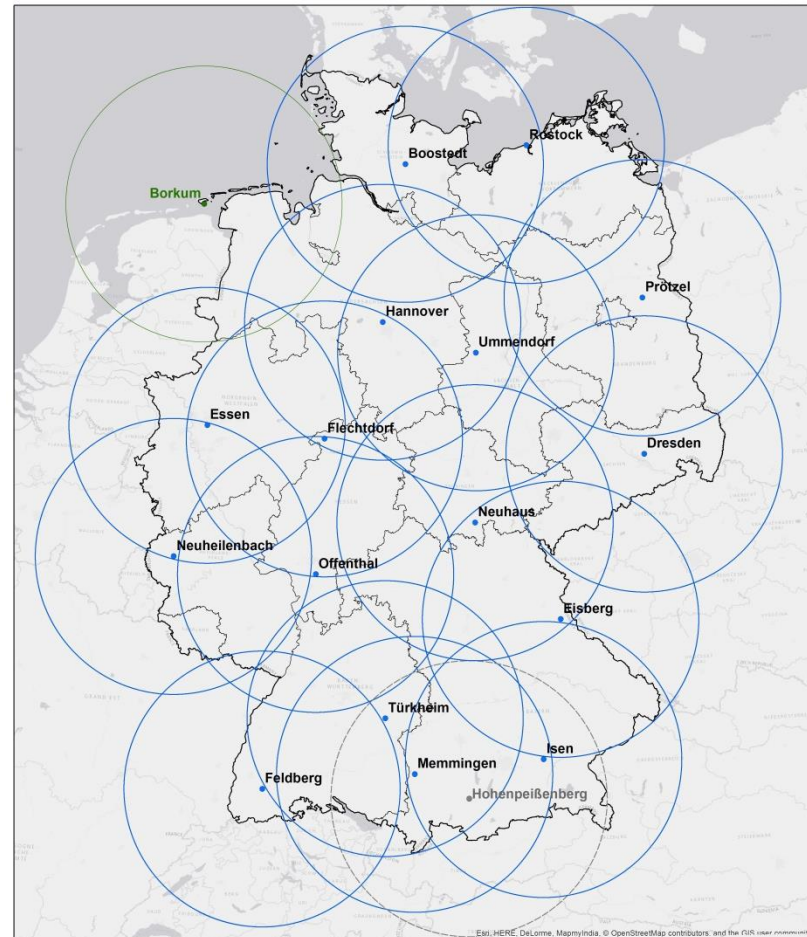 Rostock
Boostedt
Borkum
Prötzel
Hannover
Ummendorf
Essen
Flechtdorf
Dresden
Neuhaus
Neuheilenbach
Offenthal
Eisberg
Türkheim
Isen
Memmingen
Feldberg
Hohenpeißenberg
Esri, HERE, DeLorme, MapmyIndia, © OpenStreetMap contributors, and the GIS user community